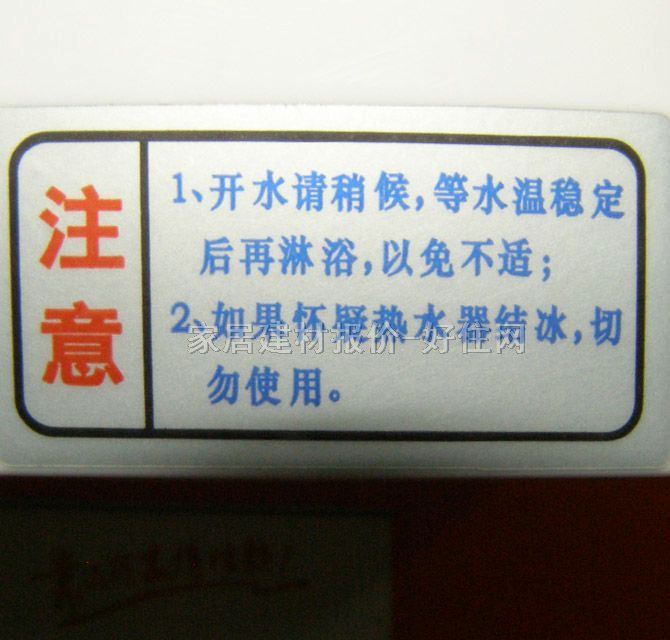 注意
1、开水请稍候，等水温稳定
后再淋浴，以免不适；
2、如果怀疑热水器结冰，切
勿使用。
家居建材报价-好住网